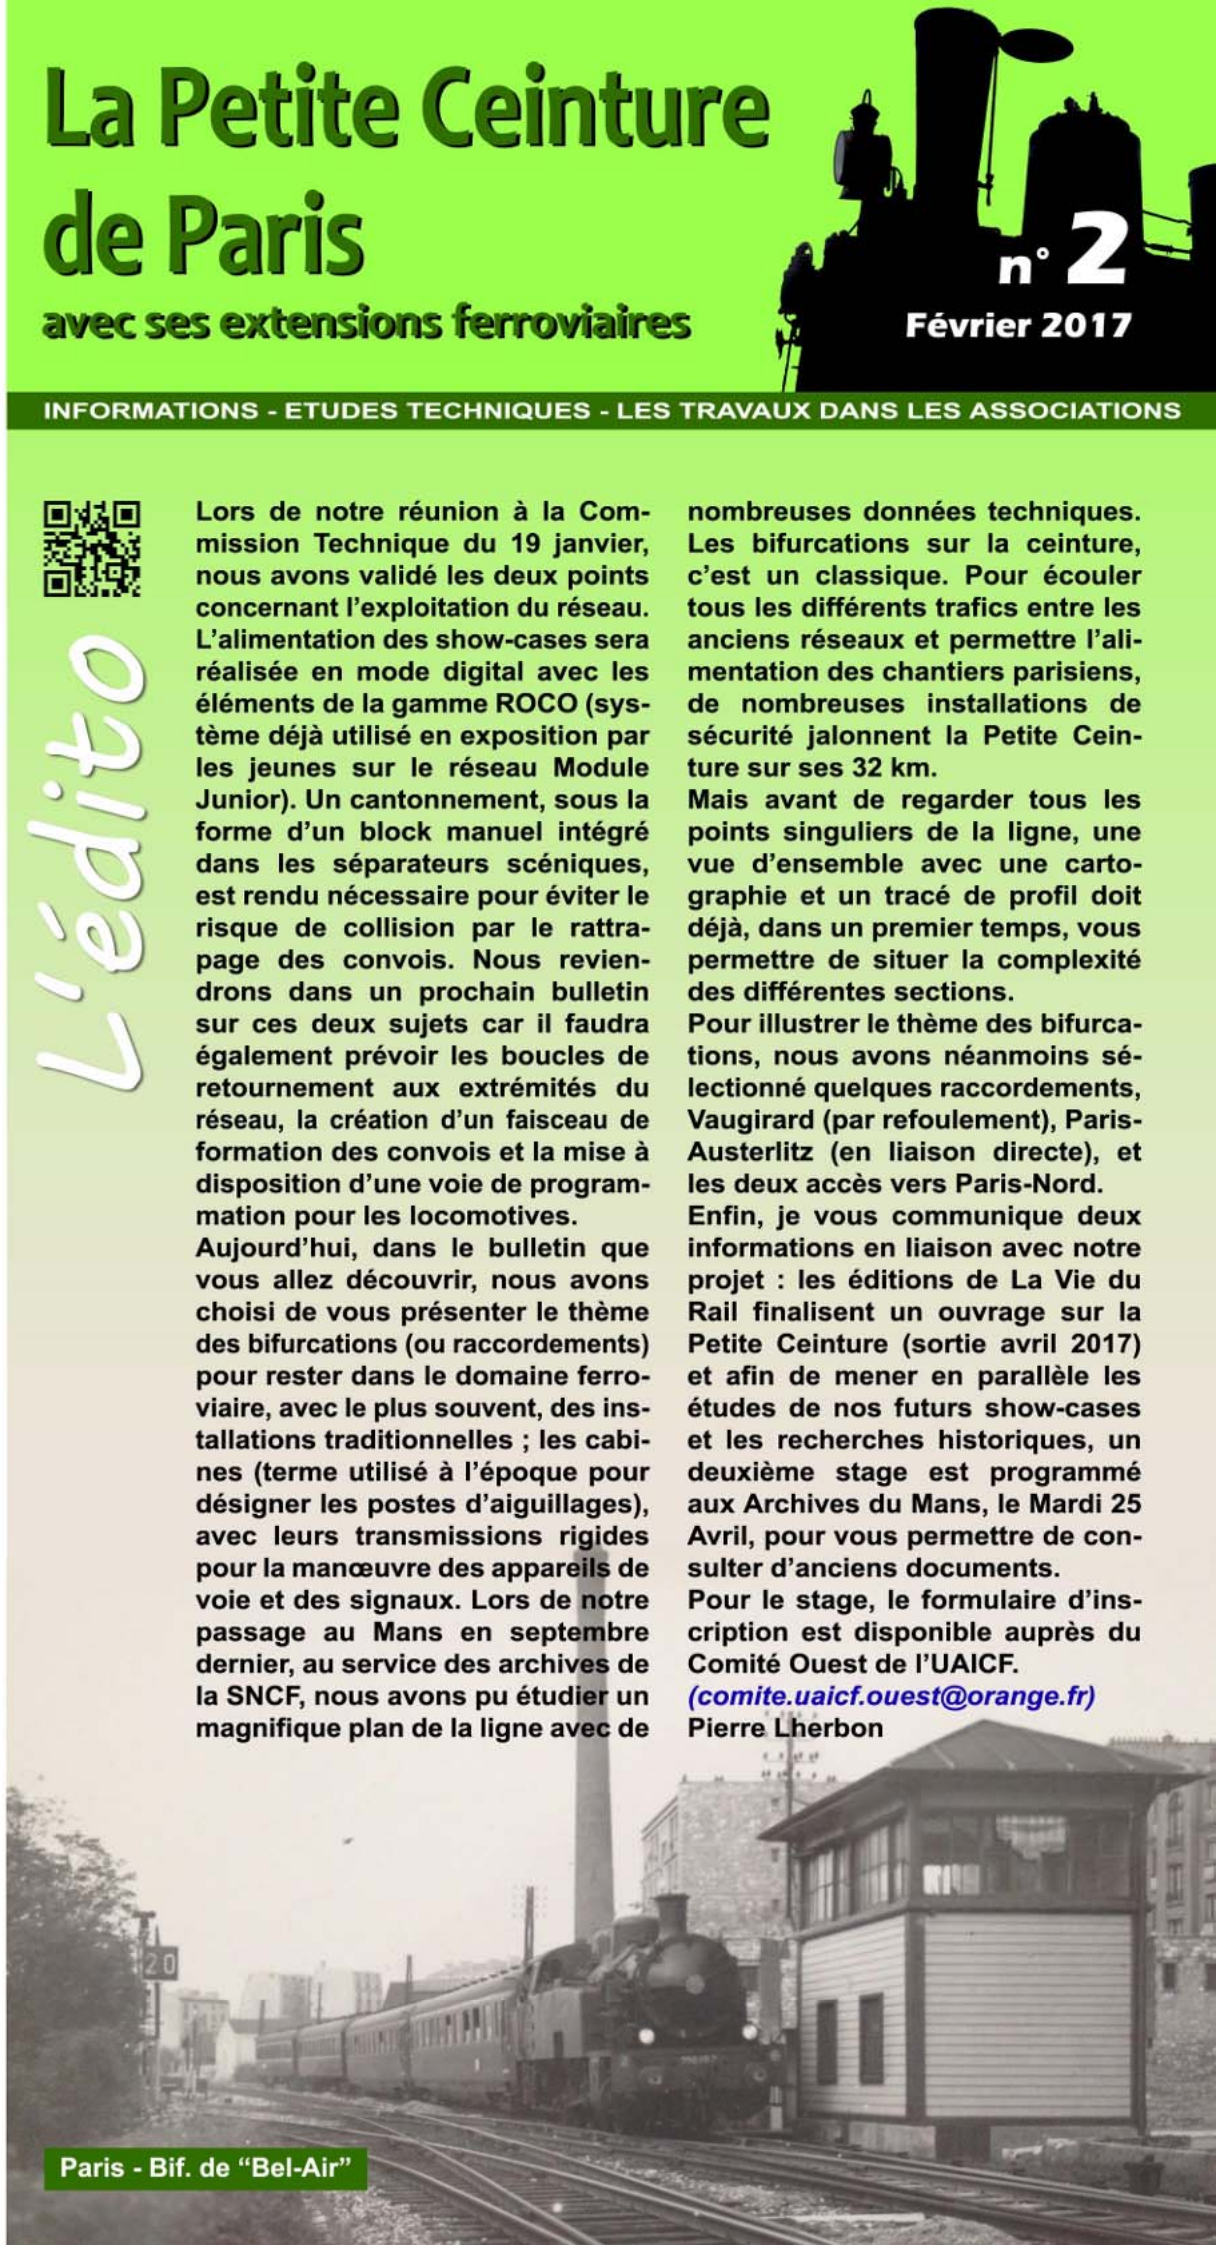 La Petite Ceinture
de Paris
avec ses extensions ferroviaires
n° 2
Février 2017
INFORMATIONS - ETUDES TECHNIQUES - LES TRAVAUX DANS LES ASSOCIATIONS
L'édito
Lors de notre réunion à la Com-
mission Technique du 19 janvier,
nous avons validé les deux points
concernant l'exploitation du réseau.
L'alimentation des show-cases sera
réalisée en mode digital avec les
éléments de la gamme ROCO (sys-
tème déjà utilisé en exposition par
les jeunes sur le réseau Module
Junior). Un cantonnement, sous la
forme d'un block manuel intégré
dans les séparateurs scéniques,
est rendu nécessaire pour éviter le
risque de collision par le rattra-
page des convois. Nous revien-
drons dans un prochain bulletin
sur ces deux sujets car il faudra
également prévoir les boucles de
retournement aux extrémités du
réseau, la création d'un faisceau de
formation des convois et la mise à
disposition d'une voie de program-
mation pour les locomotives.
Aujourd'hui, dans le bulletin que
vous allez découvrir, nous avons
choisi de vous présenter le thème
des bifurcations (ou raccordements)
pour rester dans le domaine ferro-
viaire, avec le plus souvent, des ins-
tallations traditionnelles ; les cabi-
nes (terme utilisé à l'époque pour
désigner les postes d'aiguillages),
avec leurs transmissions rigides
pour la manœuvre des appareils de
voie et des signaux. Lors de notre
passage au Mans en septembre
dernier, au service des archives de
la SNCF, nous avons pu étudier un
magnifique plan de la ligne avec de
nombreuses données techniques.
Les bifurcations sur la ceinture,
c'est un classique. Pour écouler
tous les différents trafics entre les
anciens réseaux et permettre l'ali-
mentation des chantiers parisiens,
de nombreuses installations de
sécurité jalonnent la Petite Cein-
ture sur ses 32 km.
Mais avant de regarder tous les
points singuliers de la ligne, une
vue d'ensemble avec une carto-
graphie et un tracé de profil doit
déjà, dans un premier temps, vous
permettre de situer la complexité
des différentes sections.
Pour illustrer le thème des bifurca-
tions, nous avons néanmoins sé-
lectionné quelques raccordements,
Vaugirard (par refoulement), Paris-
Austerlitz (en liaison directe), et
les deux accès vers Paris-Nord.
Enfin, je vous communique deux
informations en liaison avec notre
projet : les éditions de La Vie du
Rail finalisent un ouvrage sur la
Petite Ceinture (sortie avril 2017)
et afin de mener en parallèle les
études de nos futurs show-cases
et les recherches historiques, un
deuxième stage est programmé
aux Archives du Mans, le Mardi 25
Avril, pour vous permettre de con-
sulter d'anciens documents.
Pour le stage, le formulaire d'ins-
cription est disponible auprès du
Comité Ouest de l'UAICF.
(comite.uaicf.ouest@orange.fr)
Pierre Lherbon
20
Paris - Bif. de “Bel-Air”